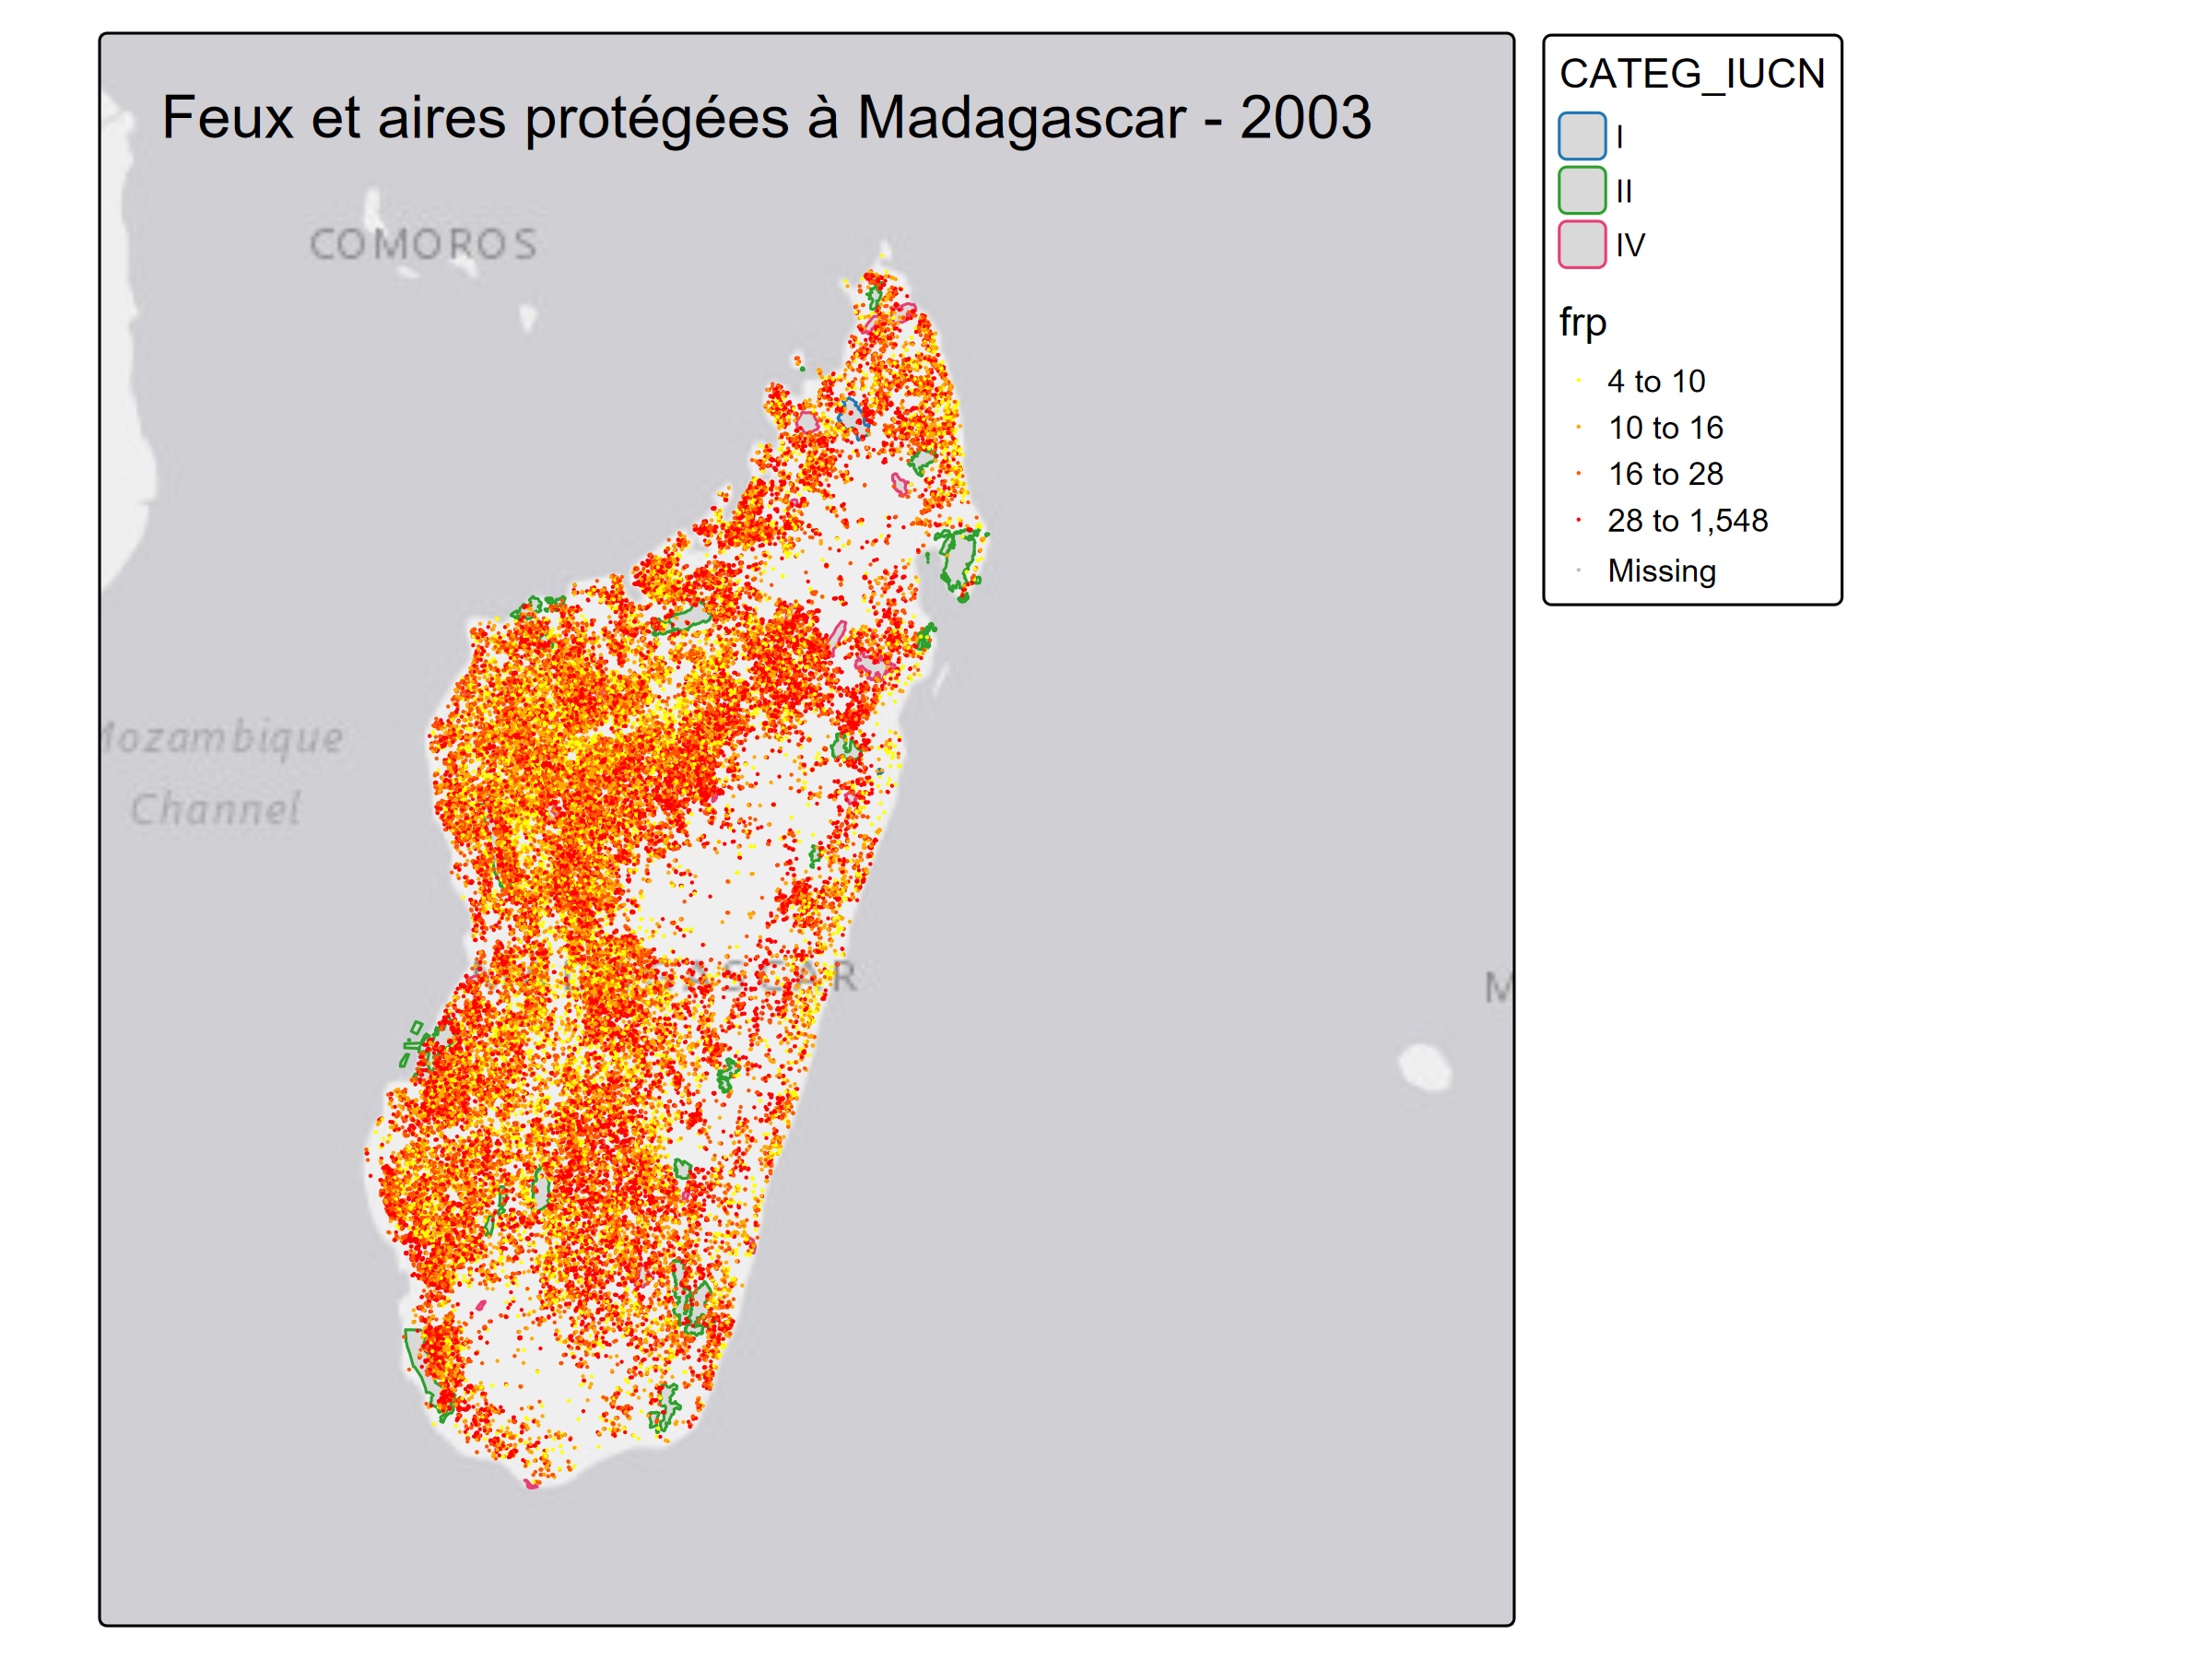 Feux et aires protégées à Madagascar - 2003
COMOROS
Mozambique
Channel
CATEG_IUCN
I
II
IV
frp
4 to 10
10 to 16
16 to 28
28 to 1,548
Missing